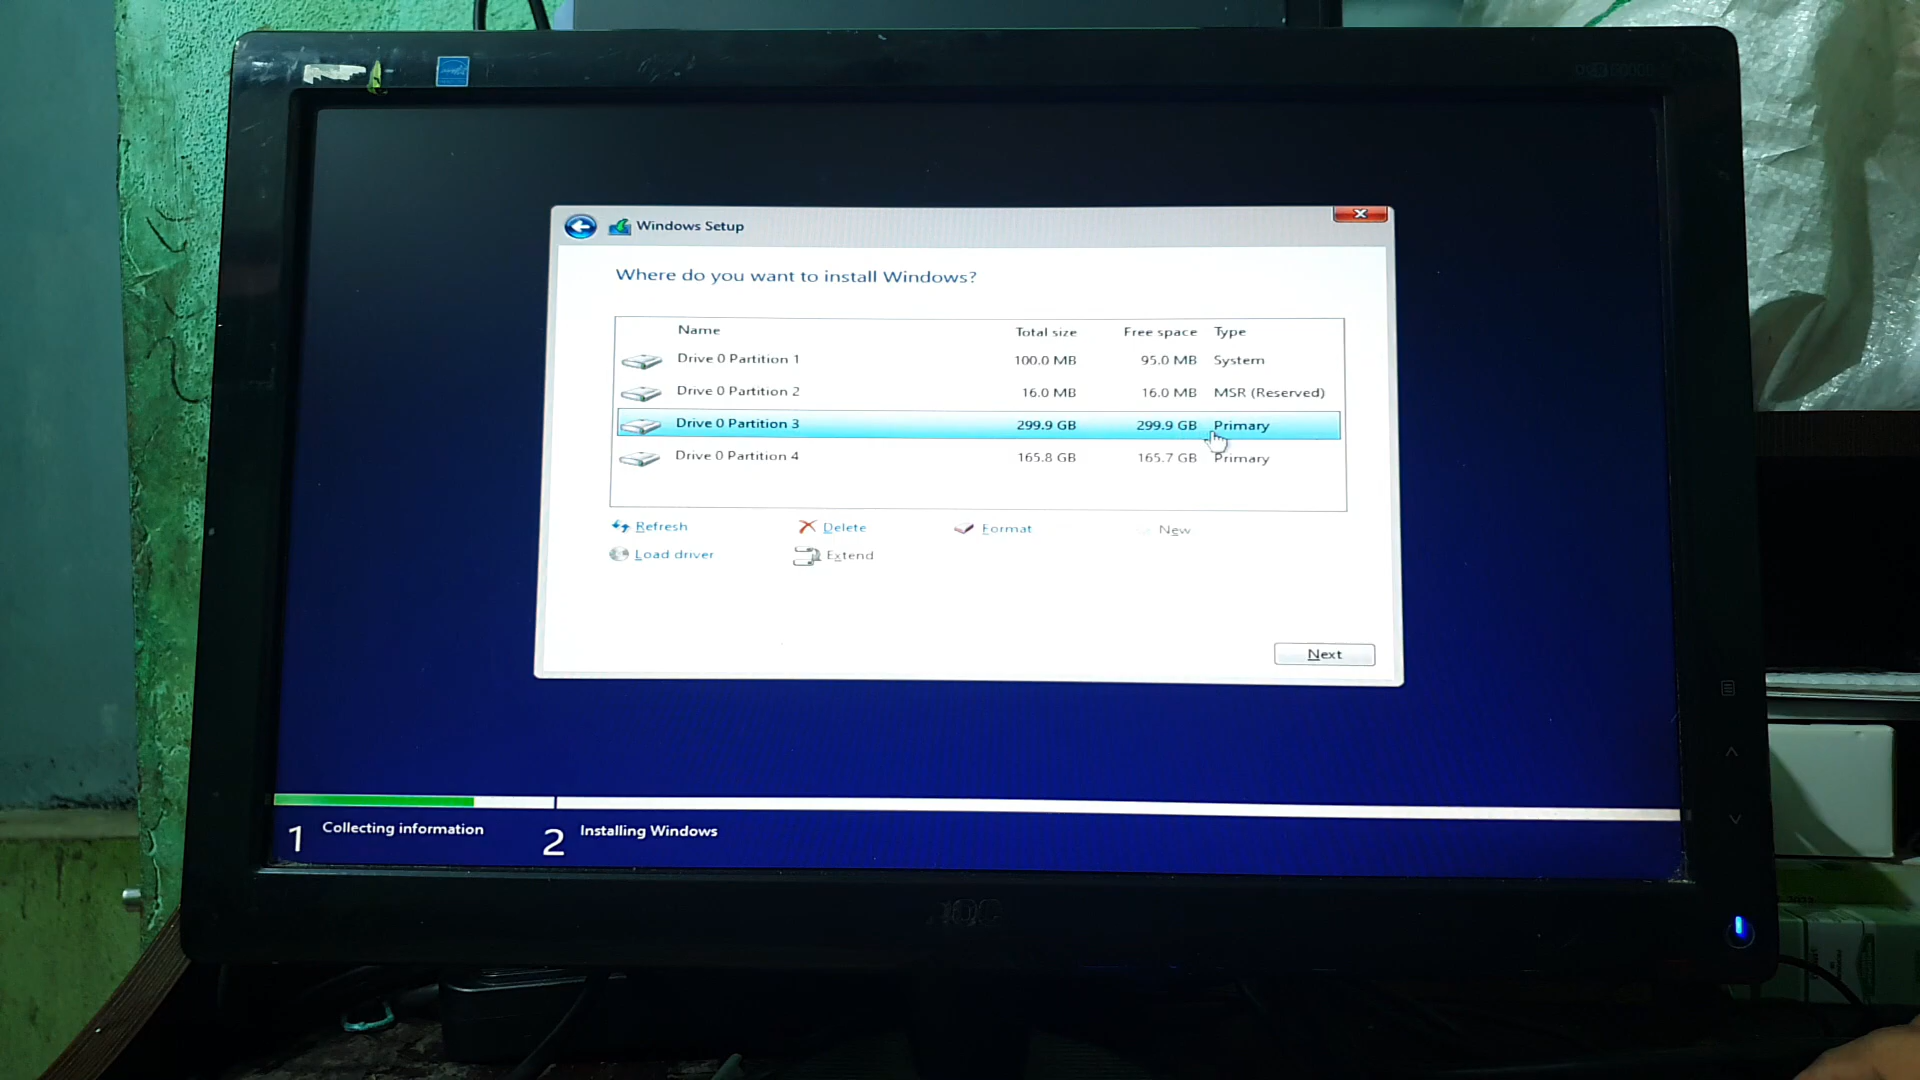 Windows Setup
Where do you want to install Windows?
Name Total size Free space Type
Drive 0 Partition 1 100.0 MB 95.0 MB System
Drive 0 Partition 2 16.0 MB 16.0 MB MSR (Reserved)
Drive 0 Partition 3 299.9 GB 299.9 GB Primary
Drive 0 Partition 4 165.8 GB 165.7 GB Primary
Refresh Delete Format New
Load driver Extend
Next
1 Collecting information 2 Installing Windows
AOC